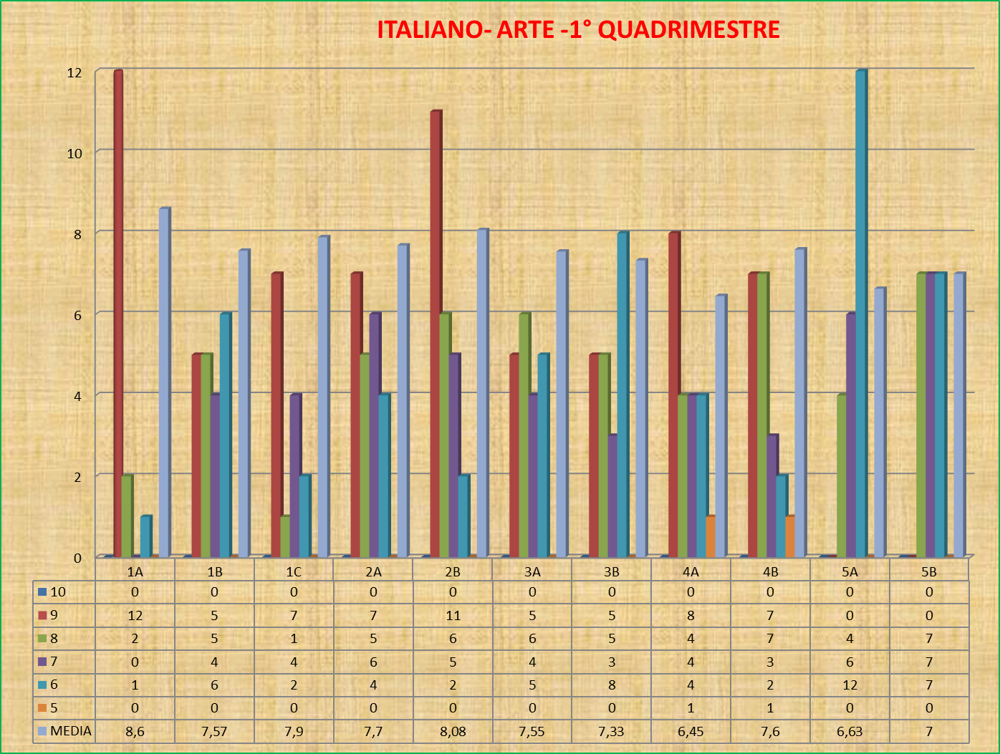 ITALIANO- ARTE -1° QUADRIMESTRE
12
10
8
6
4
2
0
1A 1B 1C 2A 2B 3A 3B 4A 4B 5A 5B
10 0 0 0 0 0 0 0 0 0 0 0
9 12 5 7 7 11 5 5 8 7 0 0
8 2 5 1 5 6 6 5 4 7 4 7
7 0 4 4 6 5 4 3 4 3 6 7
6 1 6 2 4 2 5 8 4 2 12 7
5 0 0 0 0 0 0 0 1 1 0 0
MEDIA 8,6 7,57 7,9 7,7 8,08 7,55 7,33 6,45 7,6 6,63 7